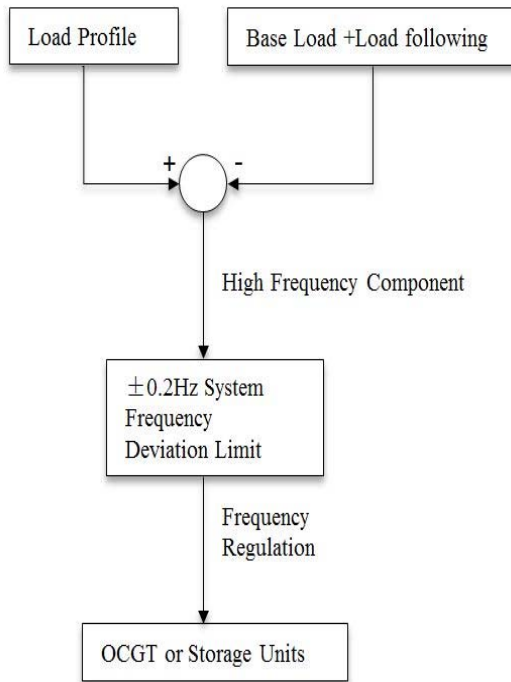 Load Profile
Base Load +Load following
+
-
High Frequency Component
±0.2Hz System
Frequency
Deviation Limit
Frequency
Regulation
OCGT or Storage Units